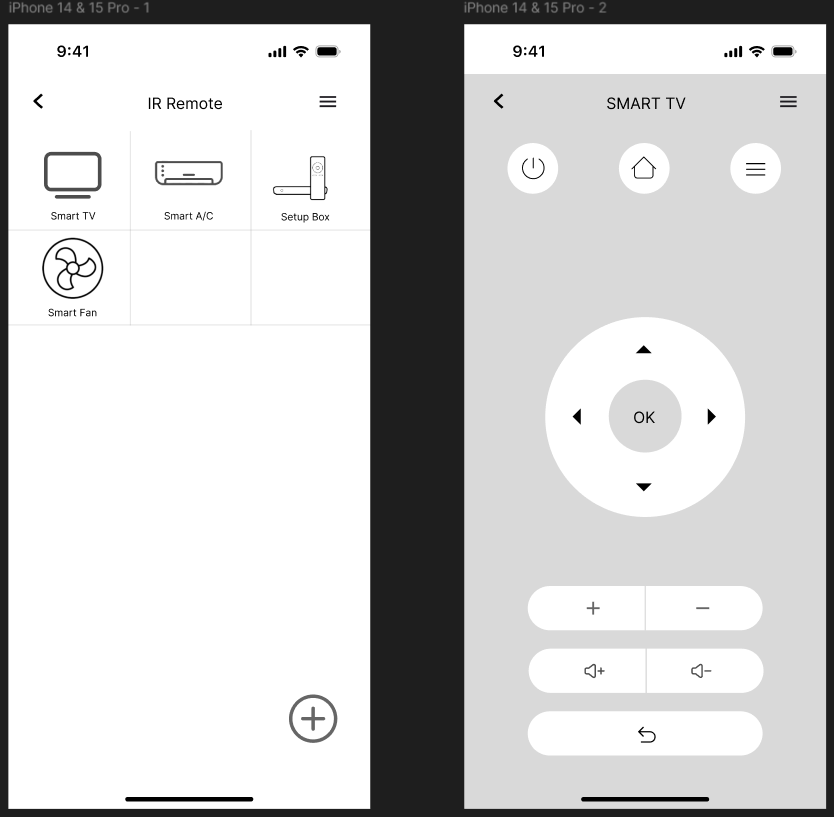 iPhone 14 & 15 Pro - 1
9:41
IR Remote
Smart TV
Smart A/C
Setup Box
Smart Fan
iPhone 14 & 15 Pro - 2
9:41
SMART TV
OK